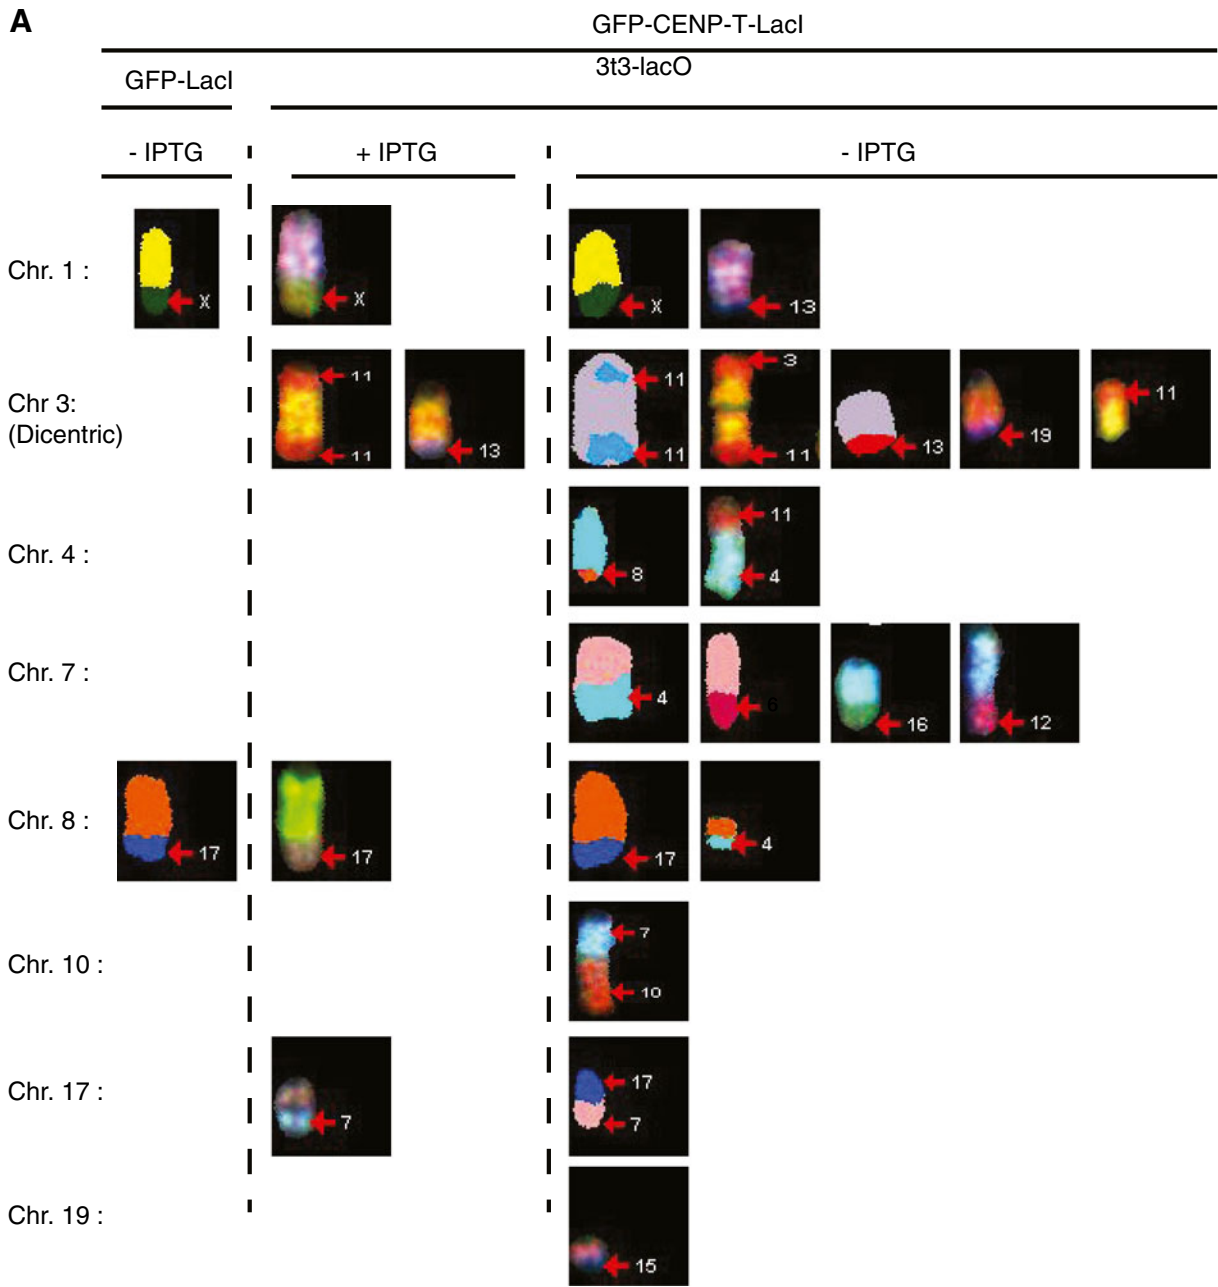 A
GFP-CENP-T-LacI
3t3-lacO
GFP-LacI
- IPTG
+ IPTG
- IPTG
Chr. 1 :
X
X
X
13
Chr 3:
(Dicentric)
11
11
13
11
11
3
11
13
19
11
Chr. 4 :
8
11
4
Chr. 7 :
4
6
16
12
Chr. 8 :
17
17
17
4
Chr. 10 :
7
10
Chr. 17 :
7
17
7
Chr. 19 :
15